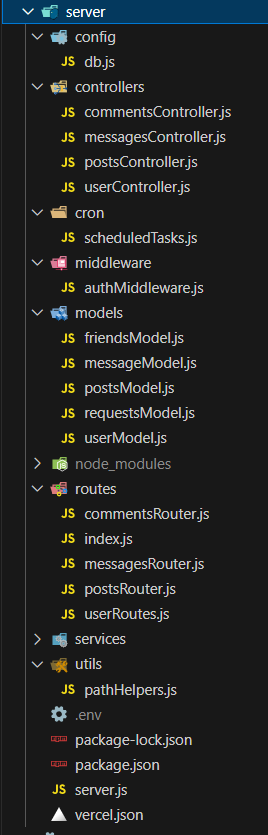 server
config
JS db.js
controllers
JS commentsController.js
JS messagesController.js
JS postsController.js
JS userController.js
cron
JS scheduledTasks.js
middleware
JS authMiddleware.js
models
JS friendsModel.js
JS messageModel.js
JS postsModel.js
JS requestsModel.js
JS userModel.js
node_modules
routes
JS commentsRouter.js
JS index.js
JS messagesRouter.js
JS postsRouter.js
JS userRoutes.js
services
utils
JS pathHelpers.js
.env
package-lock.json
package.json
JS server.js
vercel.json